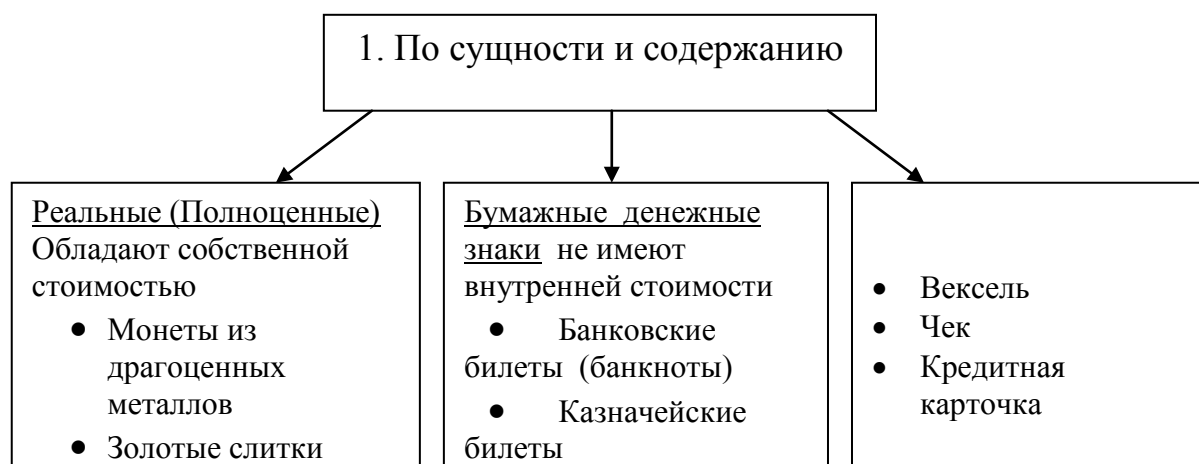 1. По сущности и содержанию
Реальные (Полноценные)
Обладают собственной
стоимостью
• Монеты из
драгоценных
металлов
• Золотые слитки
Бумажные денежные
знаки не имеют
внутренней стоимости
• Банковские
билеты (банкноты)
• Казначейские
билеты
• Вексель
• Чек
• Кредитная
карточка